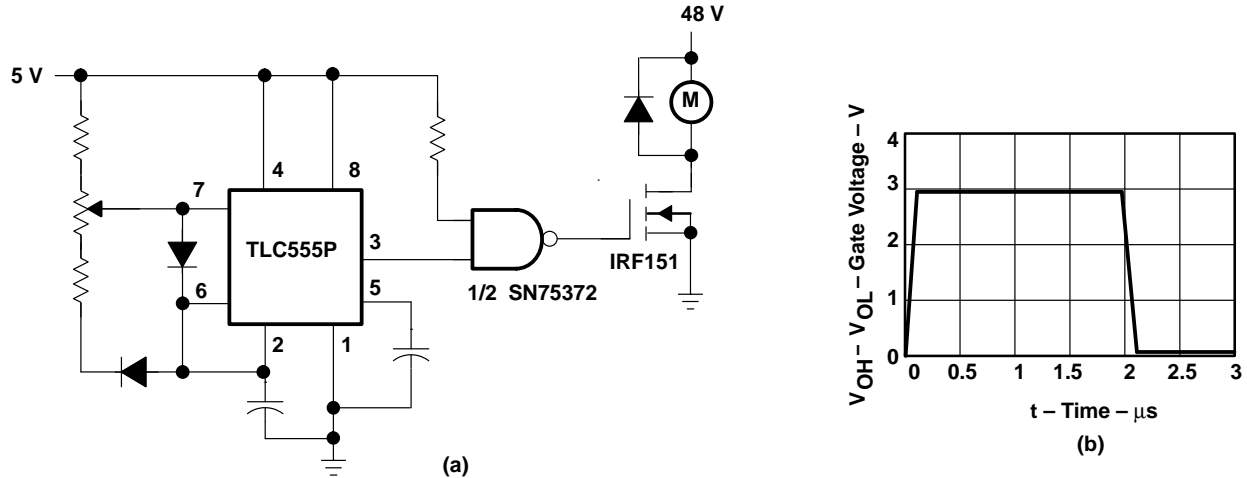 48 V
5 V
M
4
8
7
TLC555P
3
6
5
IRF151
1/2 SN75372
2
1
(a)
VOH – VOL – Gate Voltage – V
4
3
2
1
0
0 0.5 1 1.5 2 2.5 3
t – Time – μs
(b)